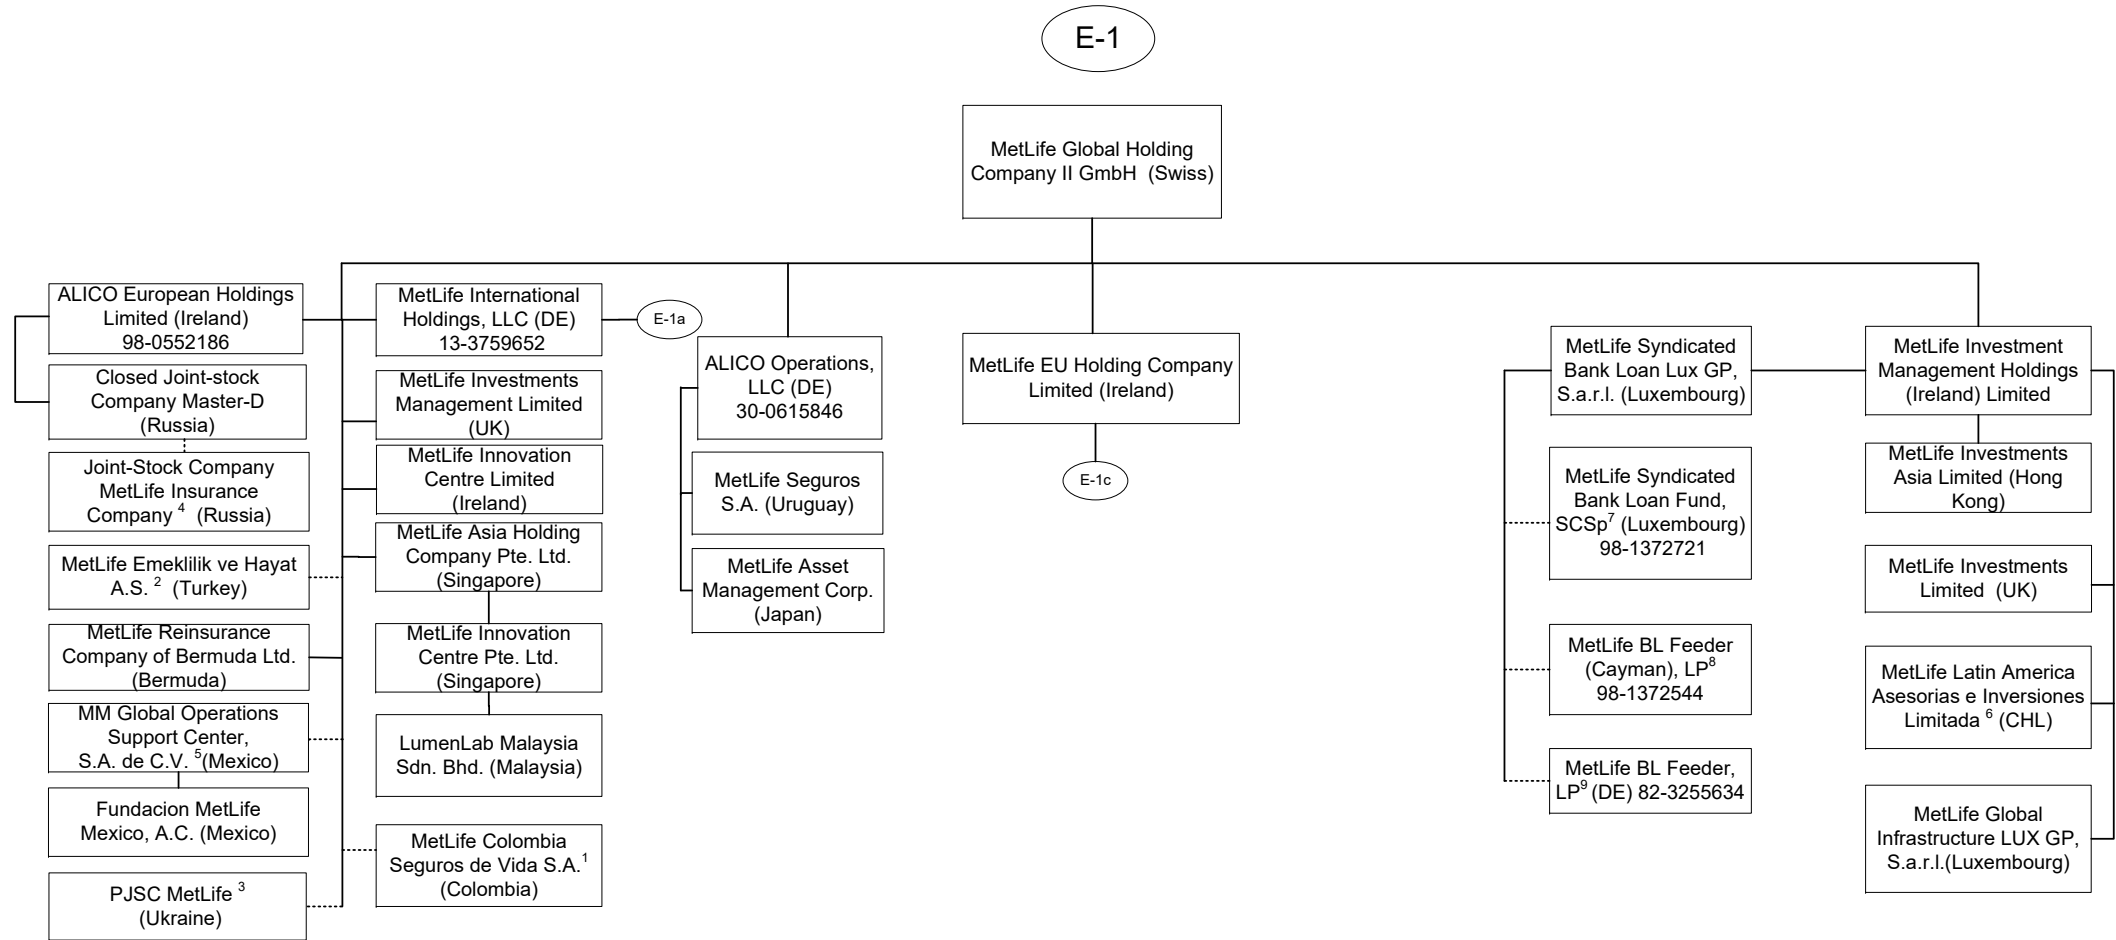 E-1
MetLife Global Holding
Company II GmbH  (Swiss)
ALICO European Holdings
Limited (Ireland)
98-0552186
Closed Joint-stock
Company Master-D
(Russia)
Joint-Stock Company
MetLife Insurance
Company 4  (Russia)
MetLife Emeklilik ve Hayat
A.S. 2  (Turkey)
MetLife Reinsurance
Company of Bermuda Ltd.
(Bermuda)
MM Global Operations
Support Center,
S.A. de C.V. 5(Mexico)
Fundacion MetLife
Mexico, A.C. (Mexico)
PJSC MetLife 3
(Ukraine)
MetLife International
Holdings, LLC (DE)
13-3759652
E-1a
MetLife Investments
Management Limited
(UK)
MetLife Innovation
Centre Limited
(Ireland)
MetLife Asia Holding
Company Pte. Ltd.
(Singapore)
MetLife Innovation
Centre Pte. Ltd.
(Singapore)
LumenLab Malaysia
Sdn. Bhd. (Malaysia)
MetLife Colombia
Seguros de Vida S.A.1
(Colombia)
ALICO Operations,
LLC (DE)
30-0615846
MetLife Seguros
S.A. (Uruguay)
MetLife Asset
Management Corp.
(Japan)
MetLife EU Holding Company
Limited (Ireland)
E-1c
MetLife Syndicated
Bank Loan Lux GP,
S.a.r.l. (Luxembourg)
MetLife Syndicated
Bank Loan Fund,
SCSp7 (Luxembourg)
98-1372721
MetLife BL Feeder
(Cayman), LP8
98-1372544
MetLife BL Feeder,
LP9 (DE) 82-3255634
MetLife Investment
Management Holdings
(Ireland) Limited
MetLife Investments
Asia Limited (Hong
Kong)
MetLife Investments
Limited  (UK)
MetLife Latin America
Asesorias e Inversiones
Limitada 6 (CHL)
MetLife Global
Infrastructure LUX GP,
S.a.r.l.(Luxembourg)